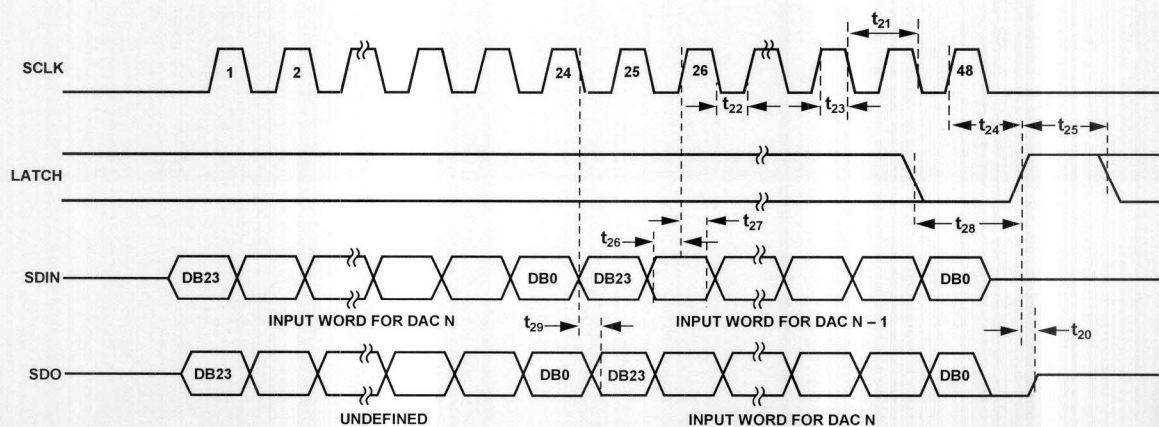 t21
SCLK
1
2
24
25
26
48
t22
t23
t24
t25
LATCH
t27
t28
t26
SDIN
DB23
DB0
DB23
DB0
INPUT WORD FOR DAC N
INPUT WORD FOR DAC N – 1
t29
t20
SDO
DB23
DB0
DB23
DB0
UNDEFINED
INPUT WORD FOR DAC N